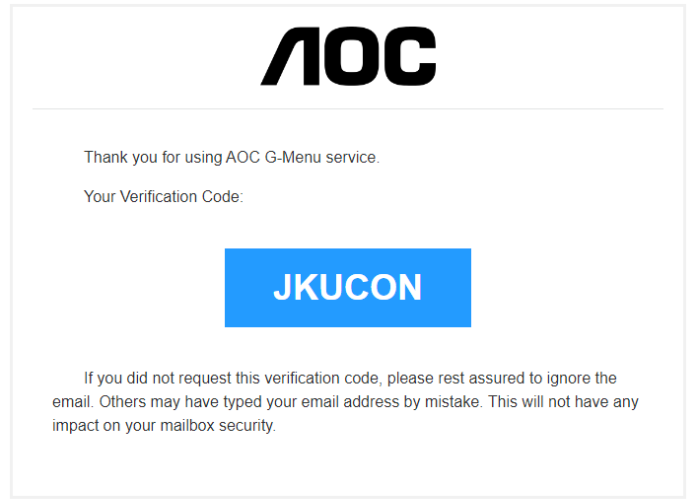 AOC
Thank you for using AOC G-Menu service.
Your Verification Code:
JKUCON
If you did not request this verification code, please rest assured to ignore the
email. Others may have typed your email address by mistake. This will not have any
impact on your mailbox security.